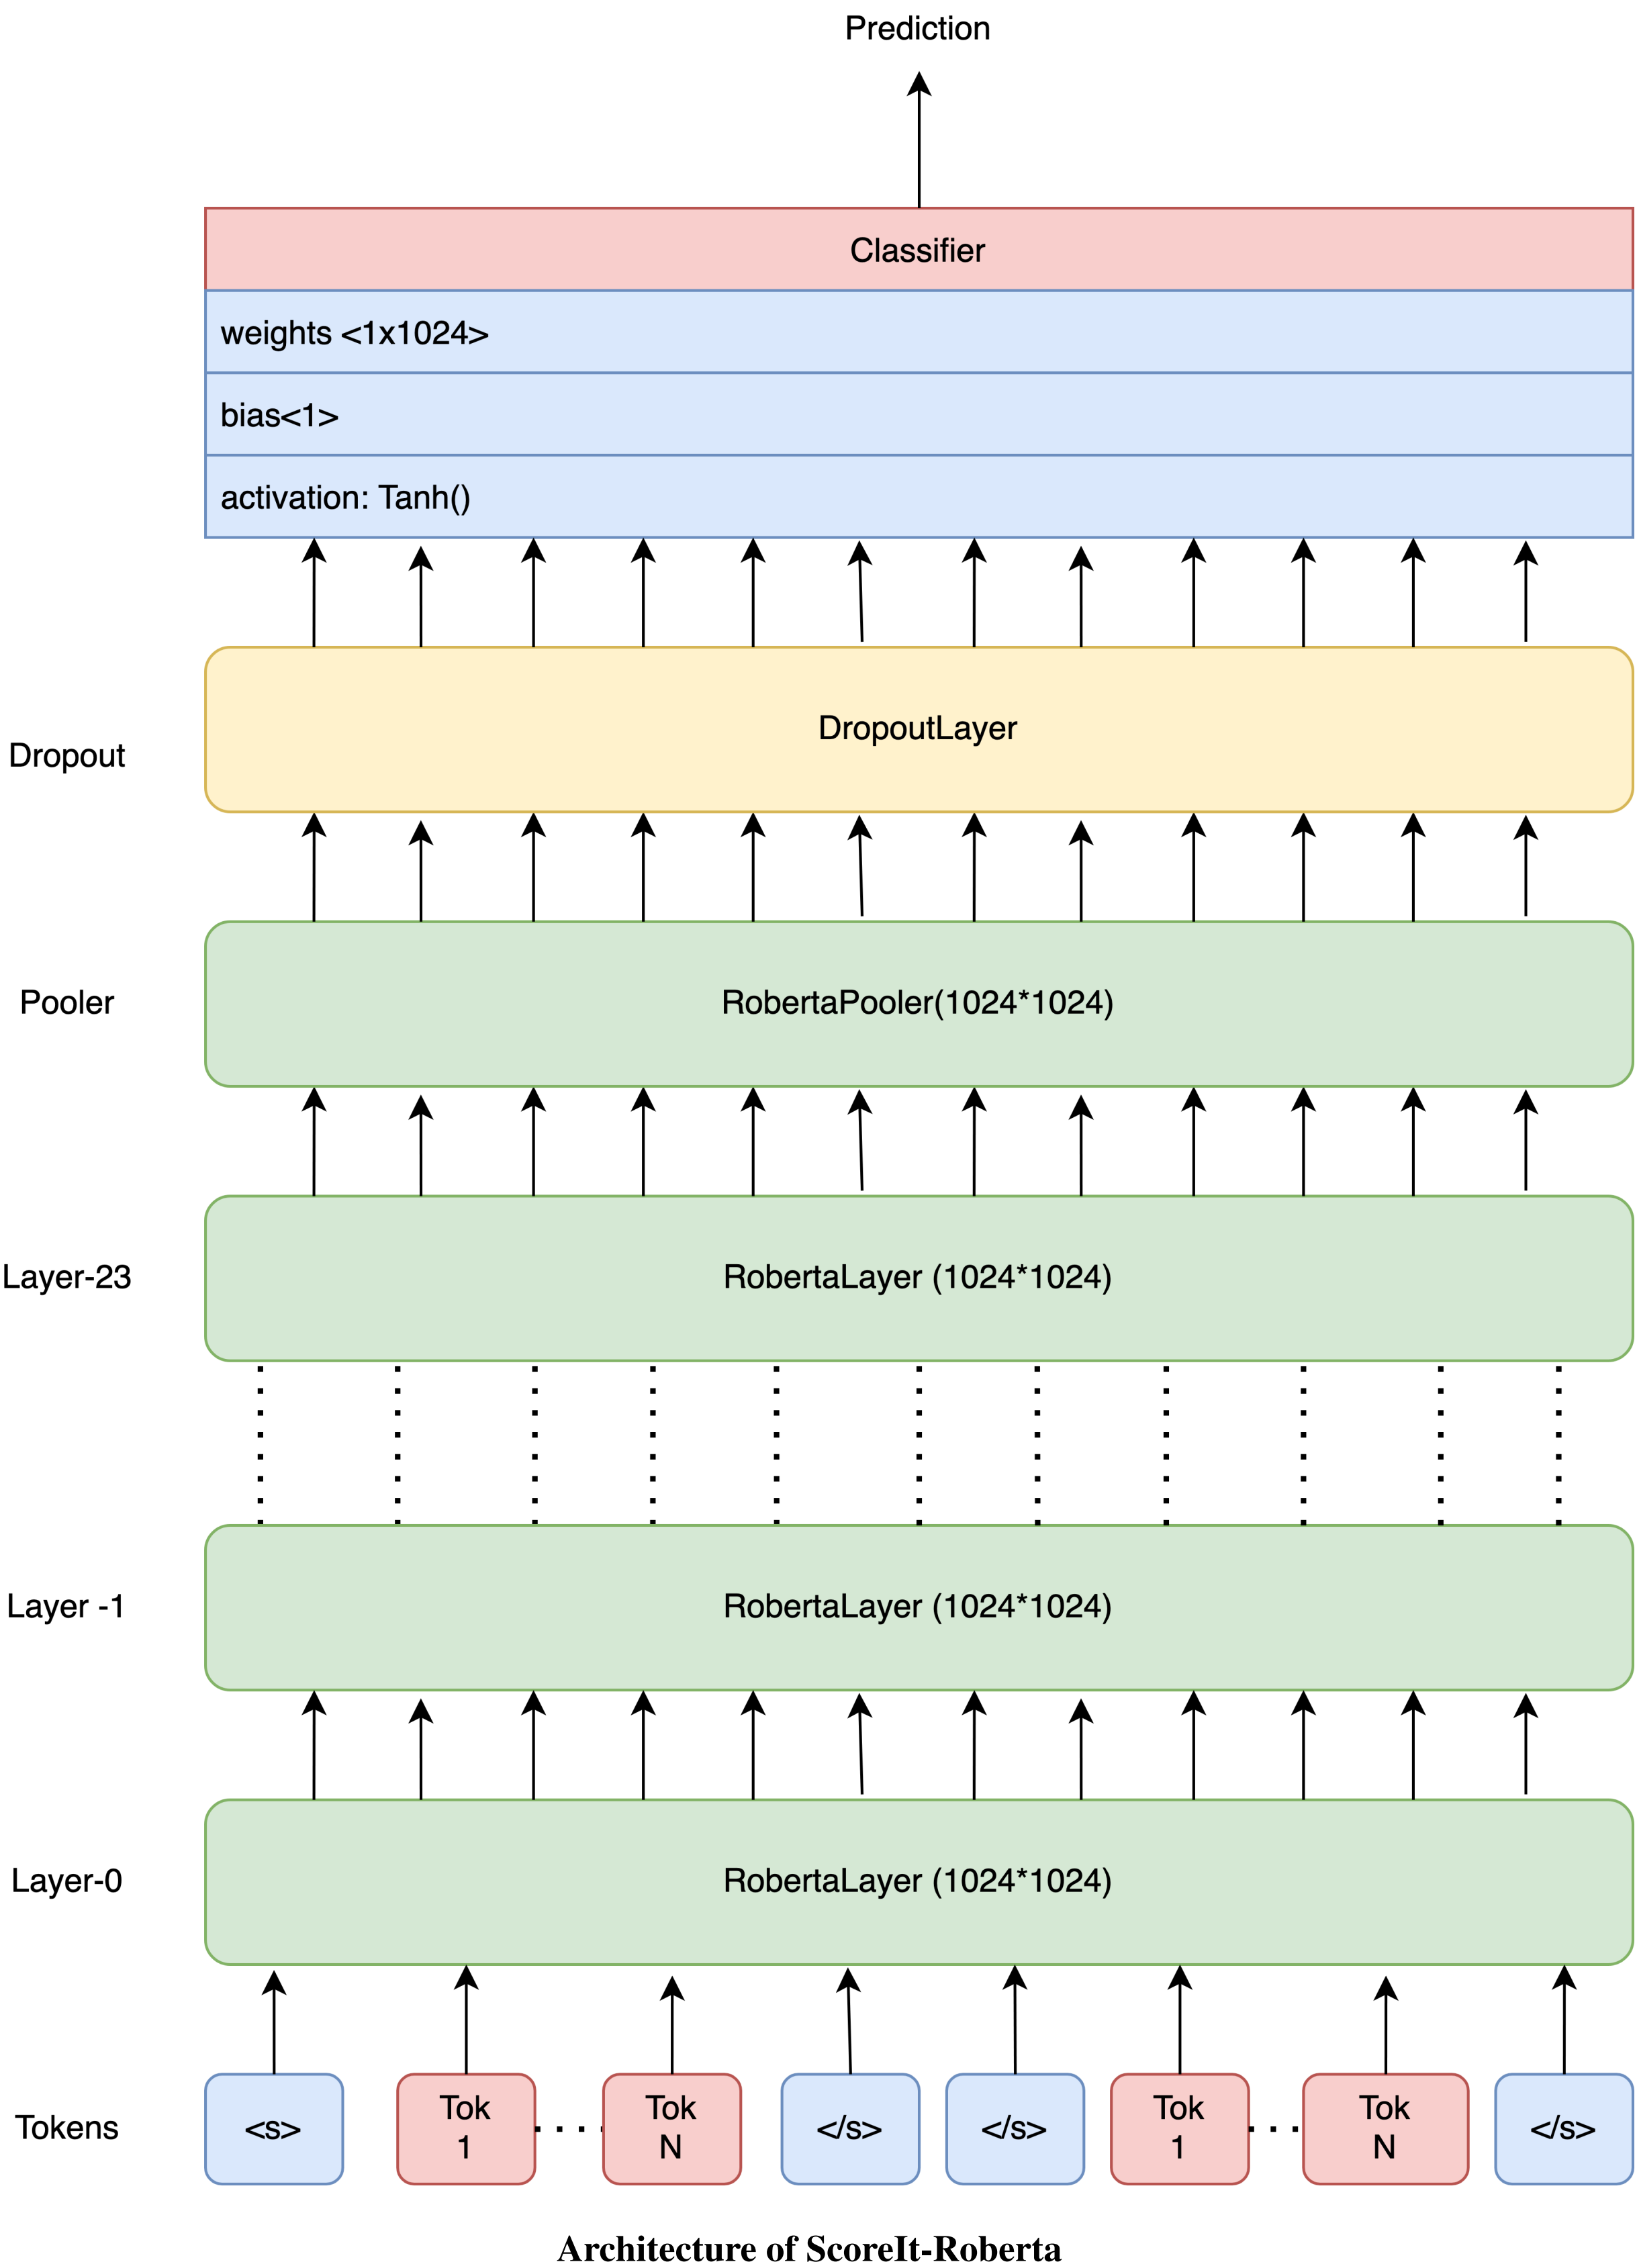 Prediction
Classifier
weights <1x1024>
bias<1>
activation: Tanh()
Dropout
DropoutLayer
Pooler
RobertaPooler(1024*1024)
Layer-23
RobertaLayer (1024*1024)
Layer -1
RobertaLayer (1024*1024)
Layer-0
RobertaLayer (1024*1024)
Tokens
<s>
Tok
1
Tok
N
</s>
</s>
Tok
1
Tok
N
</s>
Architecture of ScoreIt-Roberta